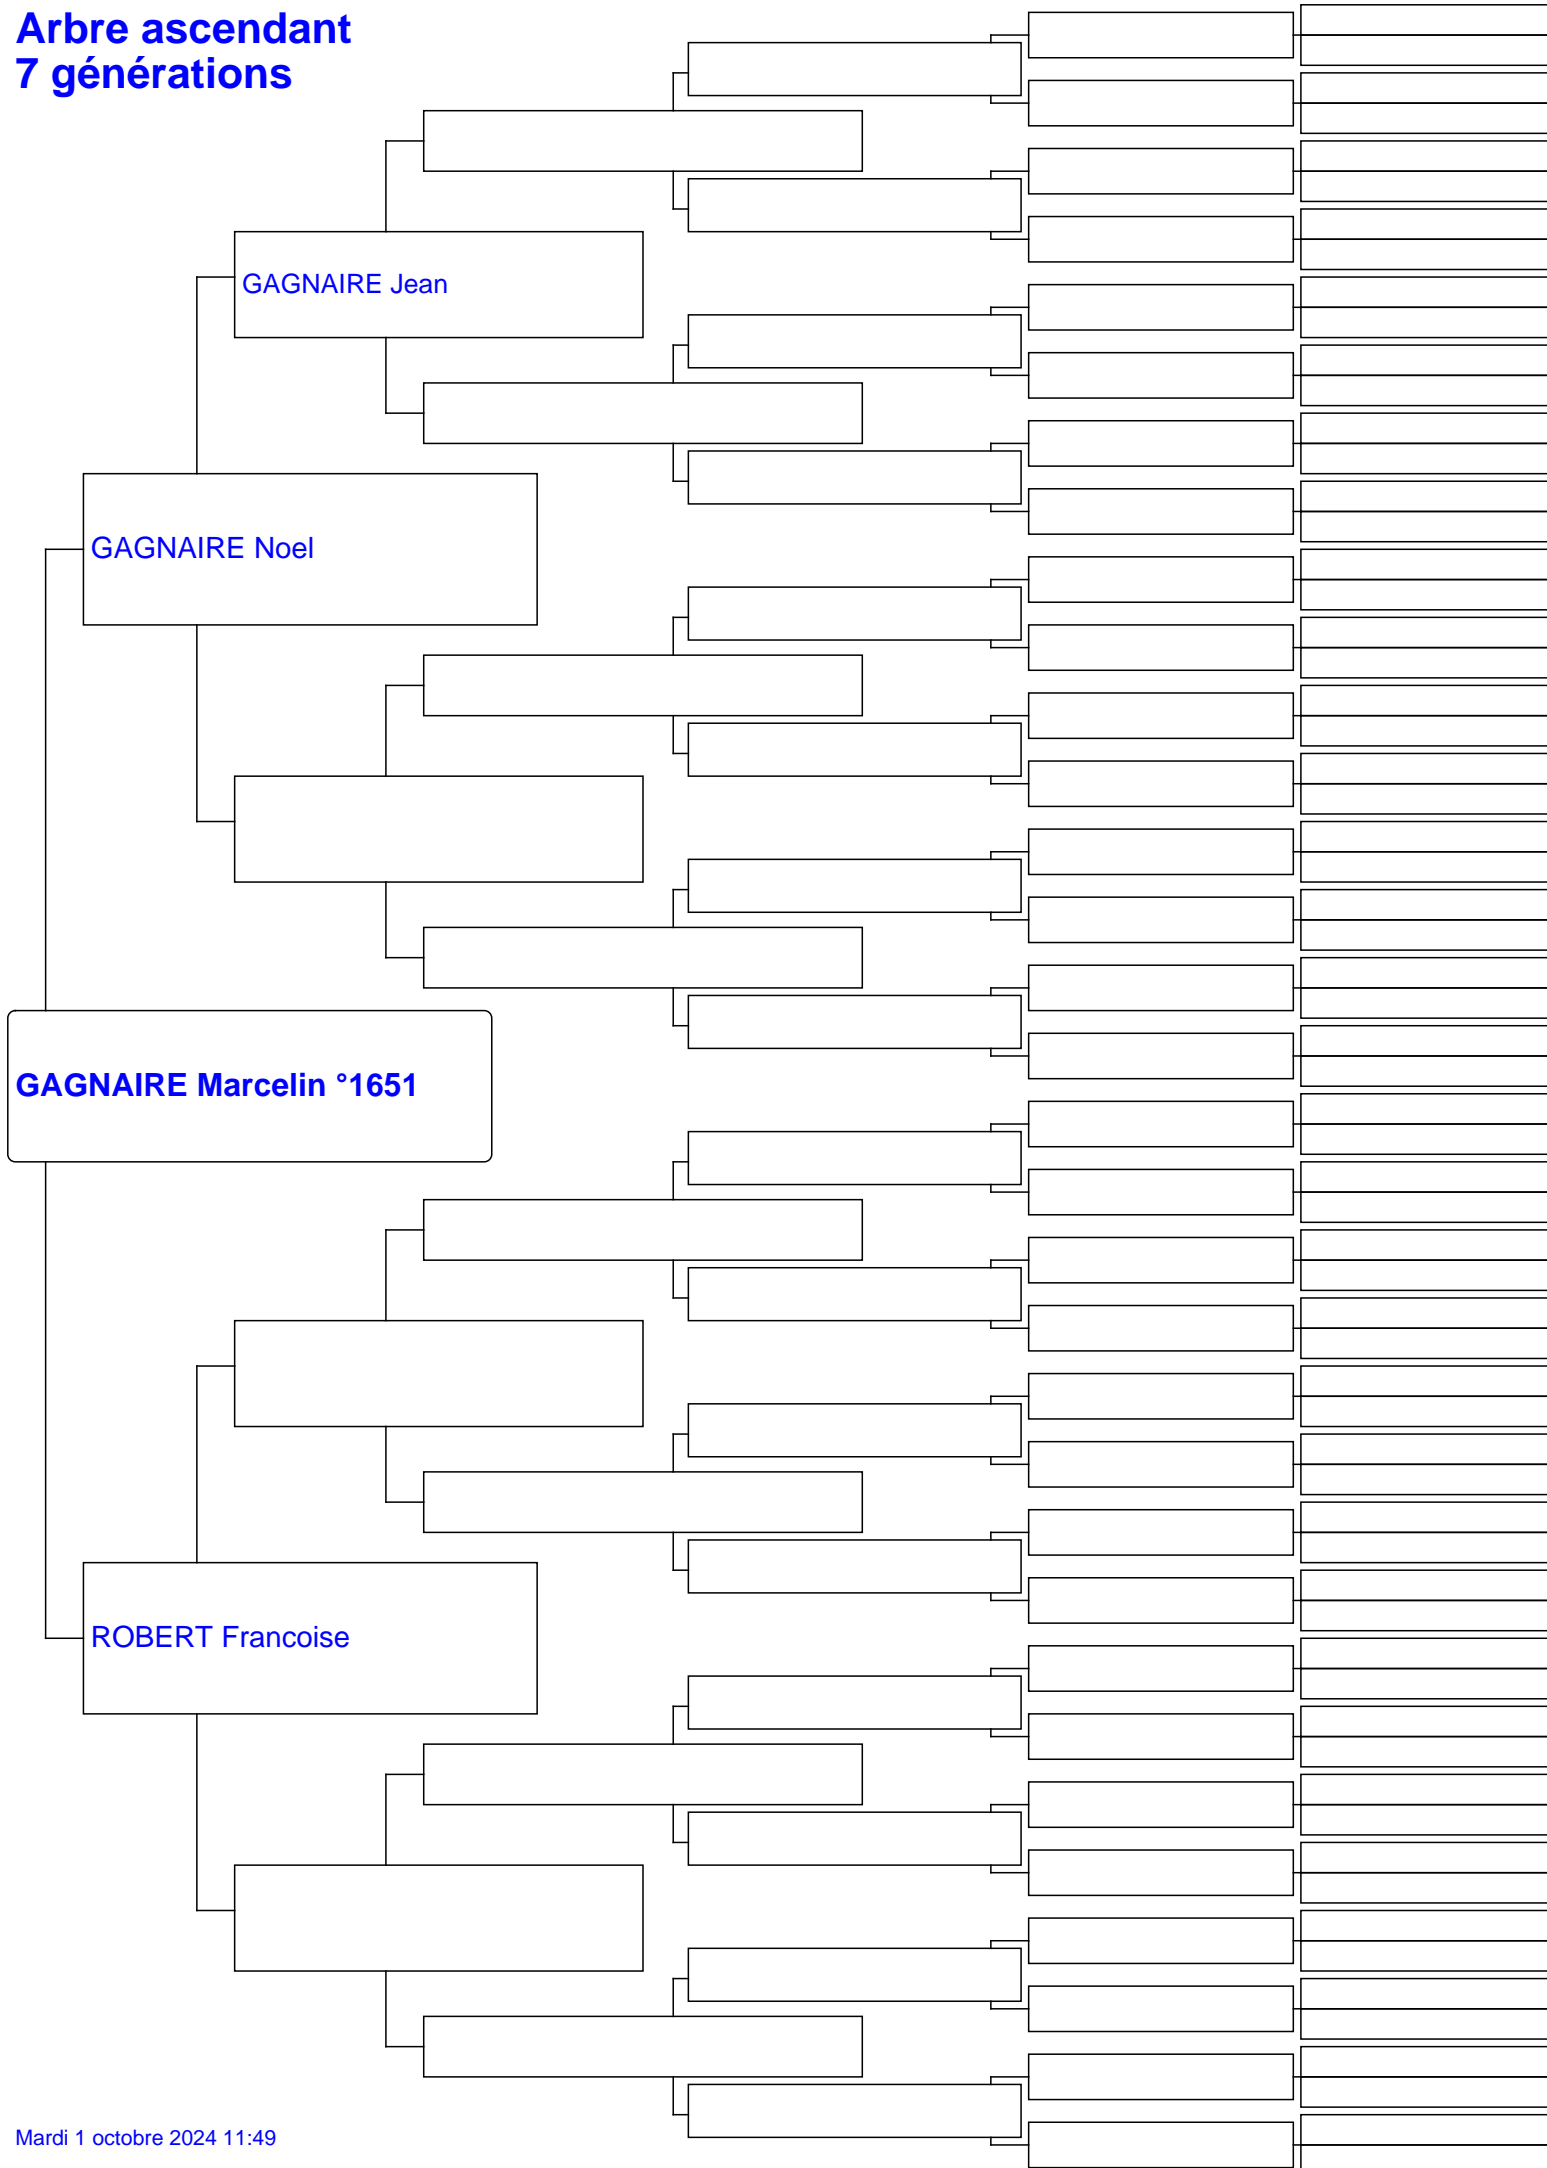 Arbre ascendant
7 générations
GAGNAIRE Jean
GAGNAIRE Noel
GAGNAIRE Marcelin °1651
ROBERT Francoise
Mardi 1 octobre 2024 11:49